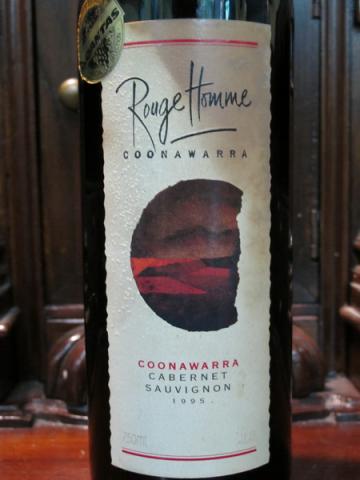 Rouge Homme
COONAWARRA
COONAWARRA
CABERNET
SAUVIGNON
1995.
750ml